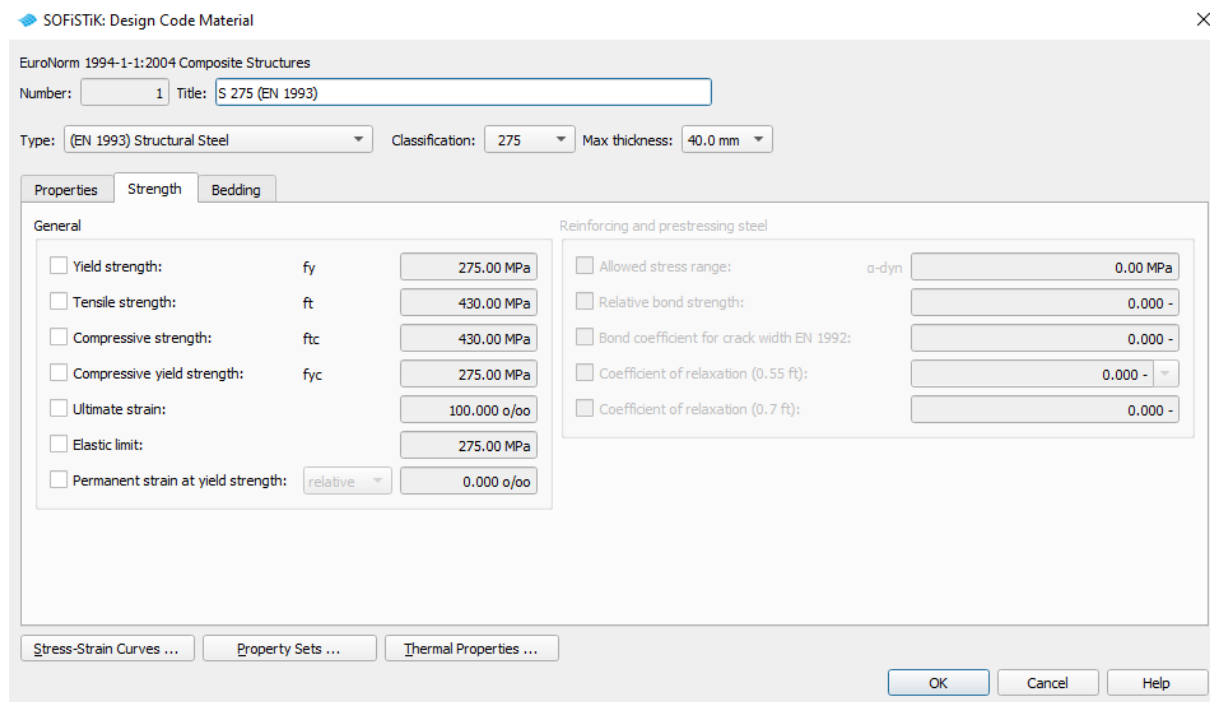 SOFiSTiK: Design Code Material
EuroNorm 1994-1-1:2004 Composite Structures
Number: 1 Title: S 275 (EN 1993)
Type: (EN 1993) Structural Steel Classification: 275 Max thickness: 40.0 mm
Properties Strength Bedding
General Reinforcing and prestressing steel
Yield strength: fy 275.00 MPa Allowed stress range: α-dyn 0.00 MPa
Tensile strength: ft 430.00 MPa Relative bond strength: 0.000 -
Compressive strength: ftc 430.00 MPa Bond coefficient for crack width EN 1992: 0.000 -
Compressive yield strength: fyc 275.00 MPa Coefficient of relaxation (0.55 ft): 0.000 -
Ultimate strain: 100.000 o/oo Coefficient of relaxation (0.7 ft): 0.000 -
Elastic limit: 275.00 MPa
Permanent strain at yield strength: relative 0.000 o/oo
Stress-Strain Curves ... Property Sets ... Thermal Properties ...
OK Cancel Help